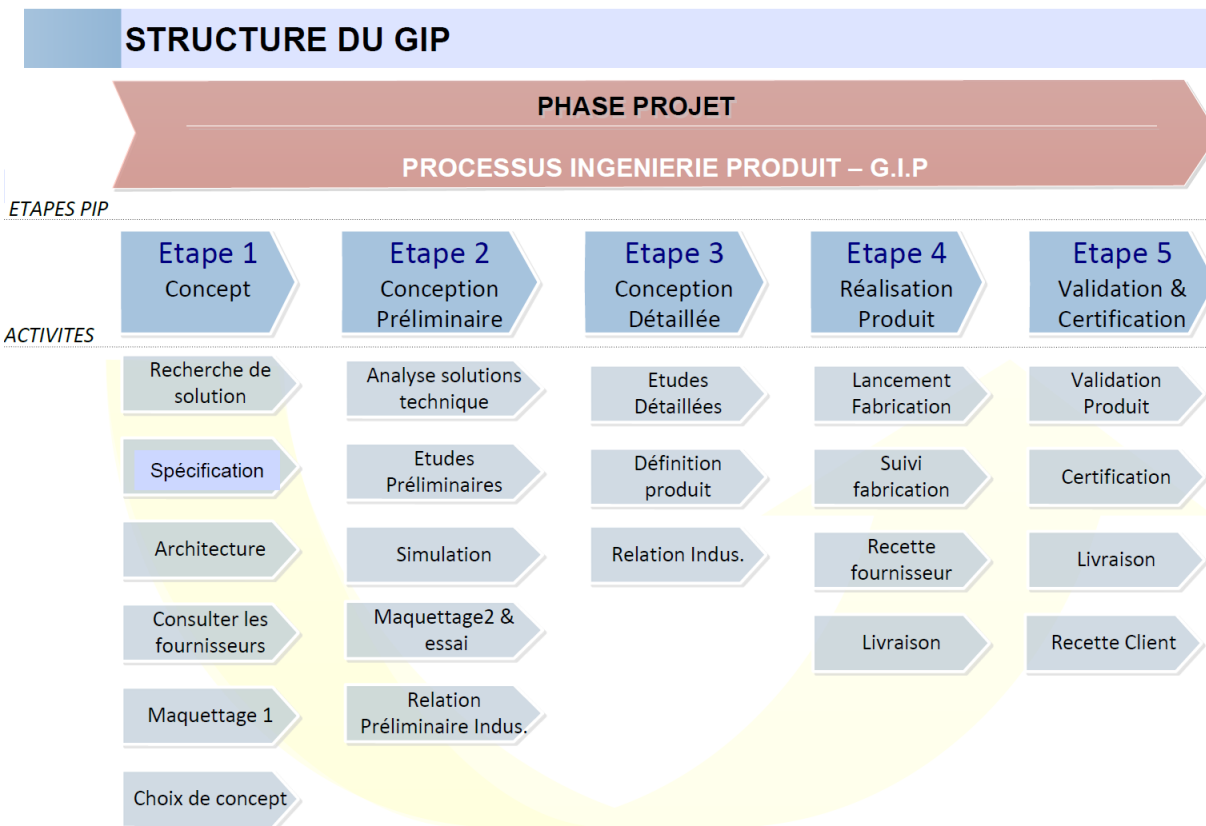 STRUCTURE DU GIP
PHASE PROJET
PROCESSUS INGENIERIE PRODUIT – G.I.P
ETAPES PIP
Etape 1
Concept
Etape 2
Conception
Préliminaire
Etape 3
Conception
Détaillée
Etape 4
Réalisation
Produit
Etape 5
Validation &
Certification
ACTIVITES
Recherche de
solution
Spécification
Architecture
Consulter les
fournisseurs
Maquettage 1
Choix de concept
Analyse solutions
technique
Etudes
Préliminaires
Simulation
Maquettage2 &
essai
Relation
Préliminaire Indus.
Etudes
Détaillées
Définition
produit
Relation Indus.
Lancement
Fabrication
Suivi
fabrication
Recette
fournisseur
Livraison
Validation
Produit
Certification
Livraison
Recette Client